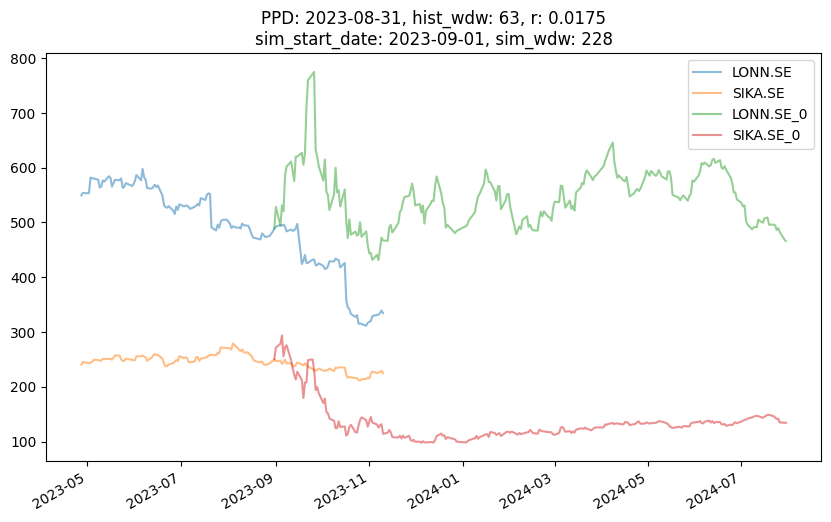 PPD: 2023-08-31, hist_wdw: 63, r: 0.0175
sim_start_date: 2023-09-01, sim_wdw: 228
800
700
600
500
400
300
200
100
LONN.SE
SIKA.SE
LONN.SE_0
SIKA.SE_0
2023-05
2023-07
2023-09
2023-11
2024-01
2024-03
2024-05
2024-07